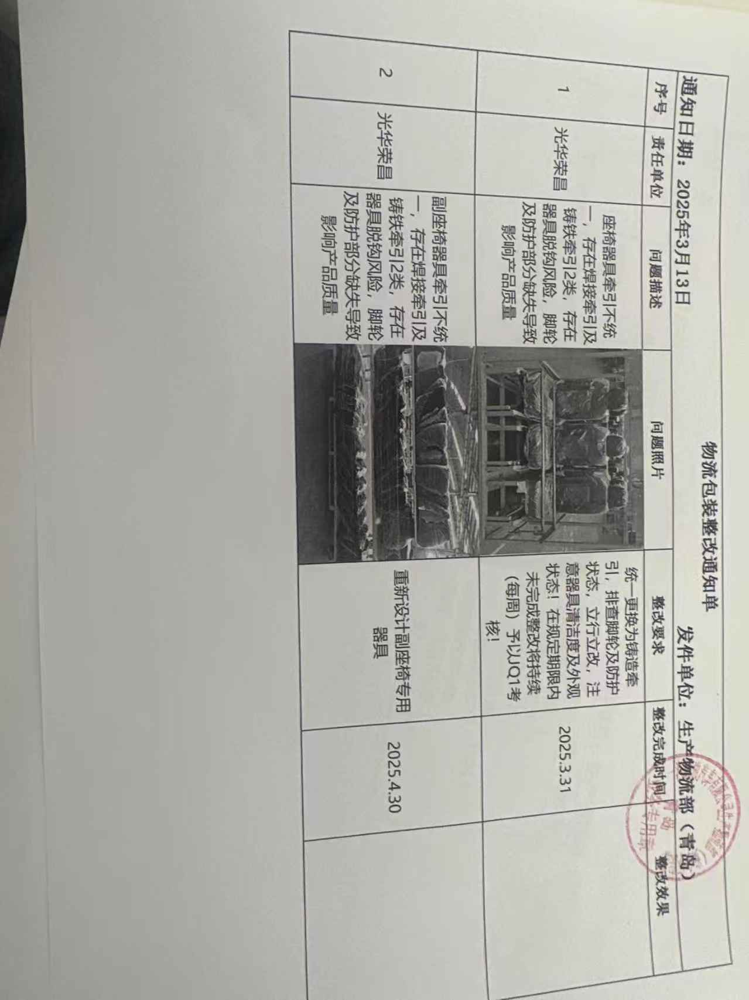 物流包装整改通知单
通知日期：2025年3月13日
发件单位：生产物流部（青岛）
序号
责任单位
问题描述
问题照片
整改要求
整改完成时间
整改效果
1
光华荣昌
座椅器具牵引不统
一，存在焊接牵引及
铸铁牵引2类，存在
器具脱钩风险，脚轮
及防护部分缺失导致
影响产品质量
统一更换为铸造牵
引，排查脚轮及防护
状态，立行立改，注
意器具清洁度及外观
状态！在规定期限内
未完成整改将持续
（每周）予以JQ1考
核！
2025.3.31
2
光华荣昌
副座椅器具牵引不统
一，存在焊接牵引及
铸铁牵引2类，存在
器具脱钩风险，脚轮
及防护部分缺失导致
影响产品质量
重新设计副座椅专用
器具
2025.4.30
青岛
专用章